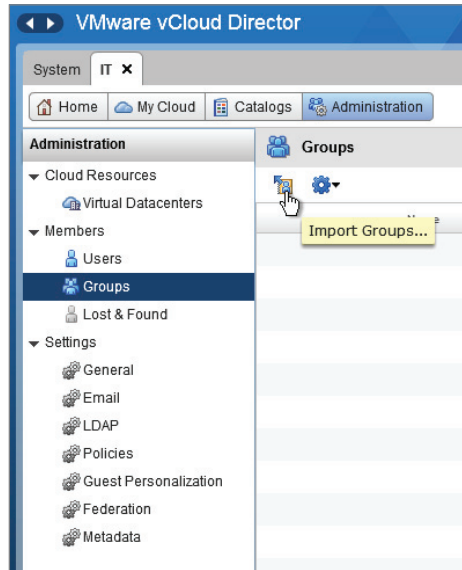 VMware vCloud Director
System IT
Home My Cloud Catalogs Administration
Administration
Groups
Cloud Resources
Virtual Datacenters
Members
Import Groups...
Users
Groups
Lost & Found
Settings
General
Email
LDAP
Policies
Guest Personalization
Federation
Metadata